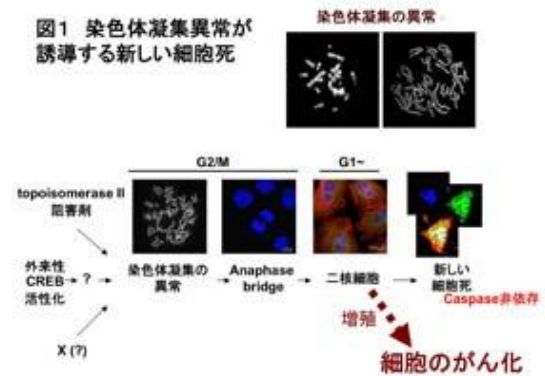 図1 染色体凝集異常が
誘導する新しい細胞死
染色体凝集の異常
G2/M
G1~
topoisomerase II
阻害剤
外来性
CREB
活性化
?
染色体凝集の
異常
Anaphase
bridge
二核細胞
新しい
細胞死
Caspase非依存
X (?)
増殖
細胞のがん化